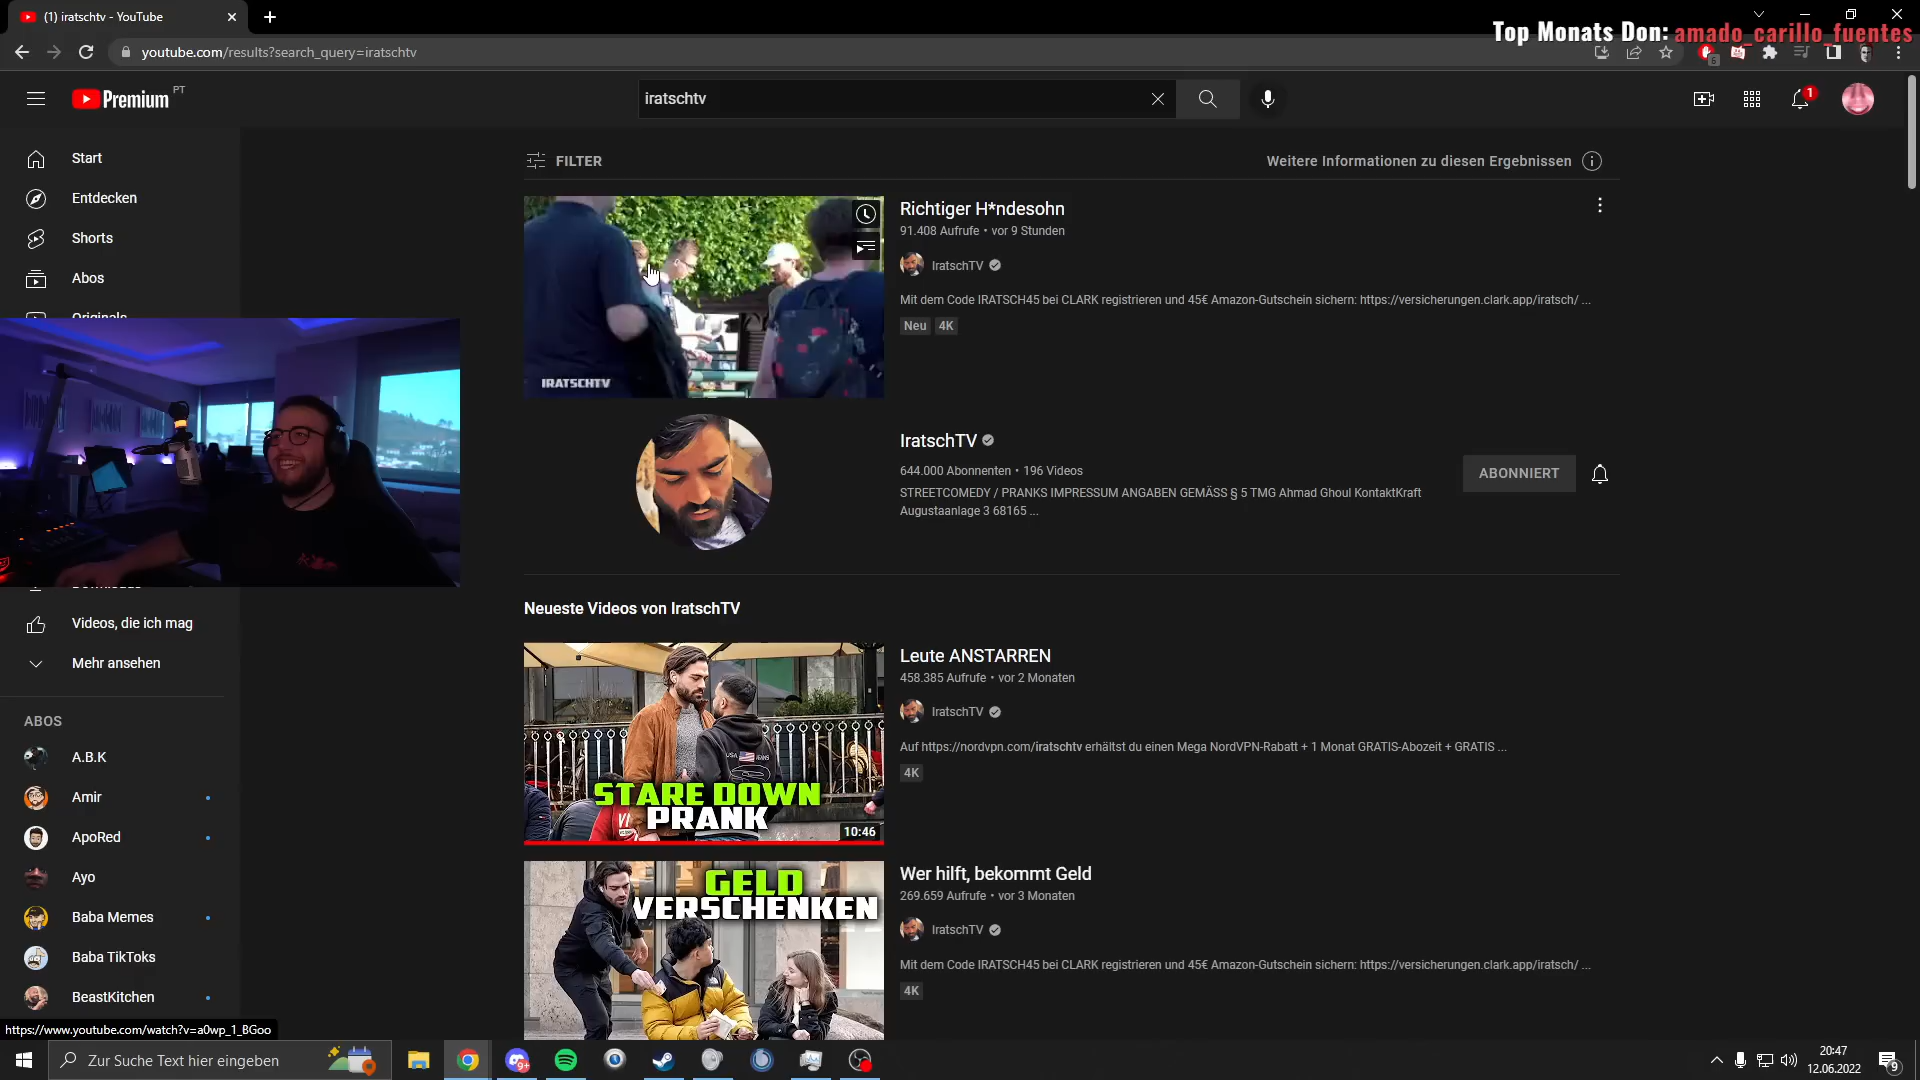 (1) iratschtv - YouTube
Top Monats Don: amado_carillo_fuentes
youtube.com/results?search_query=iratschtv
6
Premium PT
iratschtv
1
Start
Entdecken
Shorts
Abos
Originals
Videos, die ich mag
Mehr ansehen
ABOS
A.B.K
Amir
ApoRed
Ayo
Baba Memes
Baba TikToks
BeastKitchen
https://www.youtube.com/watch?v=a0wp_1_BGoo
FILTER
Weitere Informationen zu diesen Ergebnissen
IRATSCHTV
Richtiger H*ndesohn
91.408 Aufrufe • vor 9 Stunden
IratschTV
Mit dem Code IRATSCH45 bei CLARK registrieren und 45€ Amazon-Gutschein sichern: https://versicherungen.clark.app/iratsch/ ...
Neu 4K
IratschTV
644.000 Abonnenten • 196 Videos
STREETCOMEDY / PRANKS IMPRESSUM ANGABEN GEMÄSS § 5 TMG Ahmad Ghoul KontaktKraft
Augustaanlage 3 68165 ...
ABONNIERT
Neueste Videos von IratschTV
USA JEANS
STARE DOWN
PRANK
10:46
Leute ANSTARREN
458.385 Aufrufe • vor 2 Monaten
IratschTV
Auf https://nordvpn.com/iratschtv erhältst du einen Mega NordVPN-Rabatt + 1 Monat GRATIS-Abozeit + GRATIS ...
4K
GELD
VERSCHENKEN
Wer hilft, bekommt Geld
269.659 Aufrufe • vor 3 Monaten
IratschTV
Mit dem Code IRATSCH45 bei CLARK registrieren und 45€ Amazon-Gutschein sichern: https://versicherungen.clark.app/iratsch/ ...
4K
Zur Suche Text hier eingeben
9+
20:47
12.06.2022
9